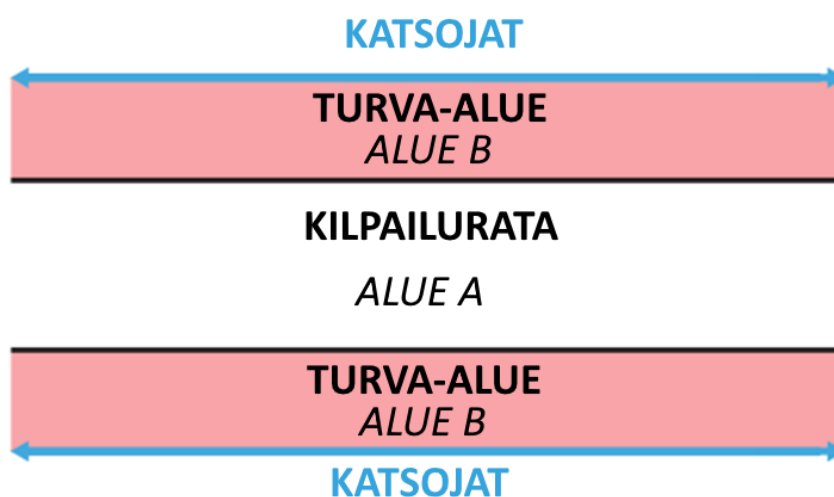 KATSOJAT
TURVA-ALUE
ALUE B
KILPAILURATA
ALUE A
TURVA-ALUE
ALUE B
KATSOJAT